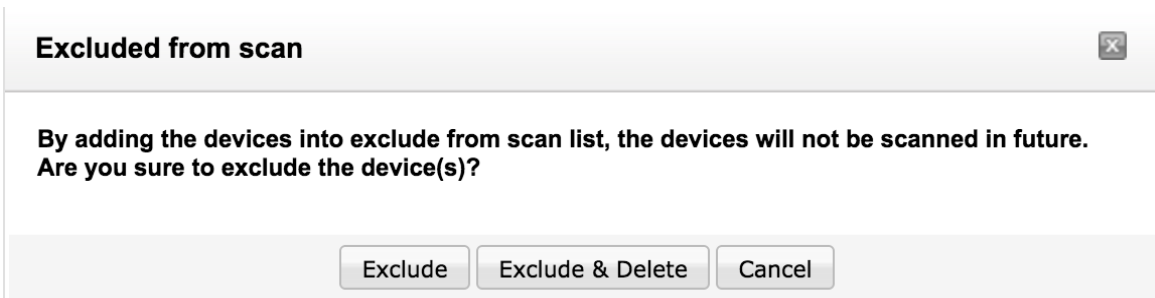 Excluded from scan
By adding the devices into exclude from scan list, the devices will not be scanned in future.
Are you sure to exclude the device(s)?
Exclude Exclude & Delete Cancel